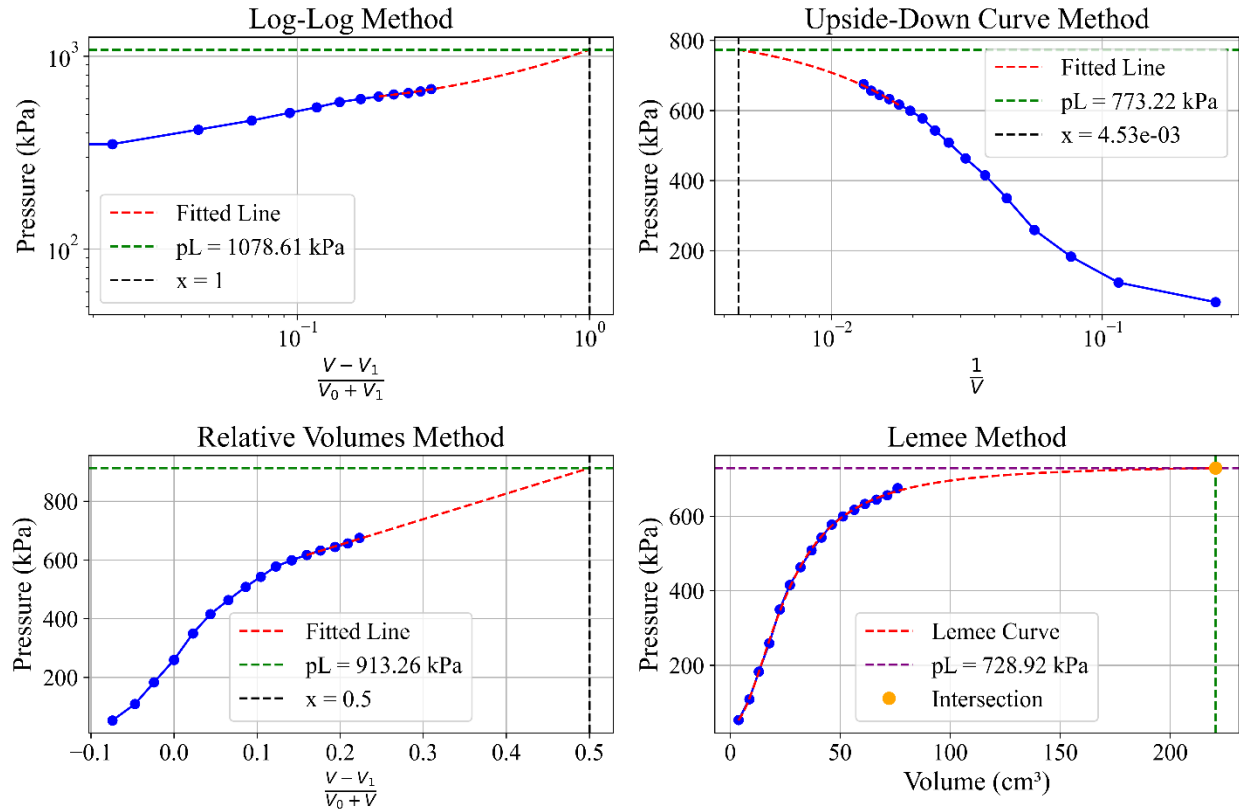 Log-Log Method
Pressure (kPa)
10³
10²
Fitted Line
pL = 1078.61 kPa
x = 1
10⁻¹
10⁰
V − V₁
V₀ + V₁
Upside-Down Curve Method
Pressure (kPa)
800
600
400
200
Fitted Line
pL = 773.22 kPa
x = 4.53e-03
10⁻²
10⁻¹
1
V
Relative Volumes Method
Pressure (kPa)
800
600
400
200
Fitted Line
pL = 913.26 kPa
x = 0.5
−0.1 0.0 0.1 0.2 0.3 0.4 0.5
V − V₁
V₀ + V
Lemee Method
Pressure (kPa)
600
400
200
Lemee Curve
pL = 728.92 kPa
Intersection
0 50 100 150 200
Volume (cm³)